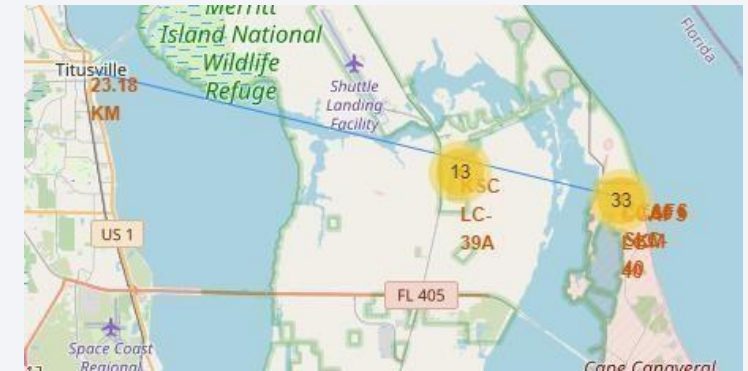 Merritt
Island National
Wildlife
Refuge
Florida
Titusville
23.18
KM
Shuttle
Landing
Facility
13
KSC
LC-
39A
33
40
US 1
FL 405
Space Coast
Regional
Cape Canaveral